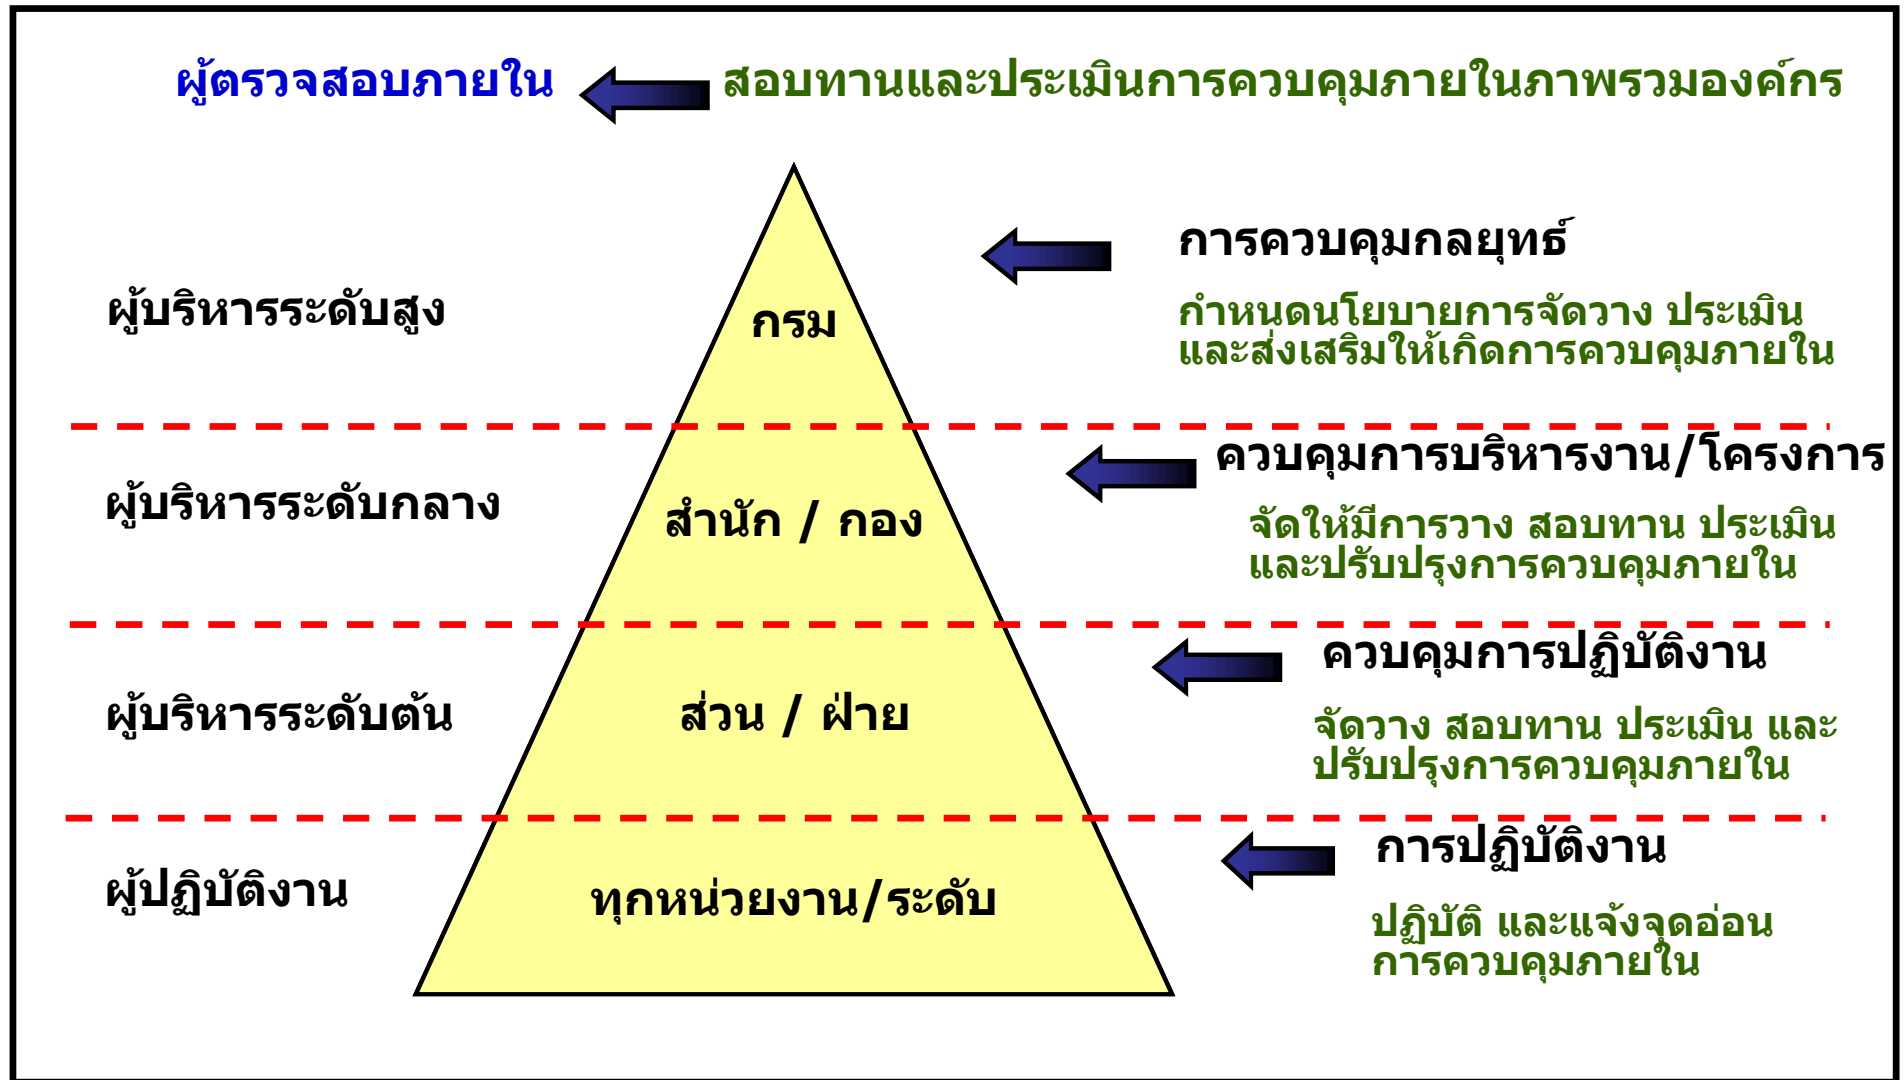 ผู้ตรวจสอบภายใน สอบทานและประเมินการควบคุมภายในภาพรวมองค์กร
ผู้บริหารระดับสูง
กรม
การควบคุมกลยุทธ์
กำหนดนโยบายการจัดวาง ประเมิน
และส่งเสริมให้เกิดการควบคุมภายใน
ผู้บริหารระดับกลาง
สำนัก / กอง
ควบคุมการบริหารงาน/โครงการ
จัดให้มีการวาง สอบทาน ประเมิน
และปรับปรุงการควบคุมภายใน
ผู้บริหารระดับต้น
ส่วน / ฝ่าย
ควบคุมการปฏิบัติงาน
จัดวาง สอบทาน ประเมิน และ
ปรับปรุงการควบคุมภายใน
ผู้ปฏิบัติงาน
ทุกหน่วยงาน/ระดับ
การปฏิบัติงาน
ปฏิบัติ และแจ้งจุดอ่อน
การควบคุมภายใน